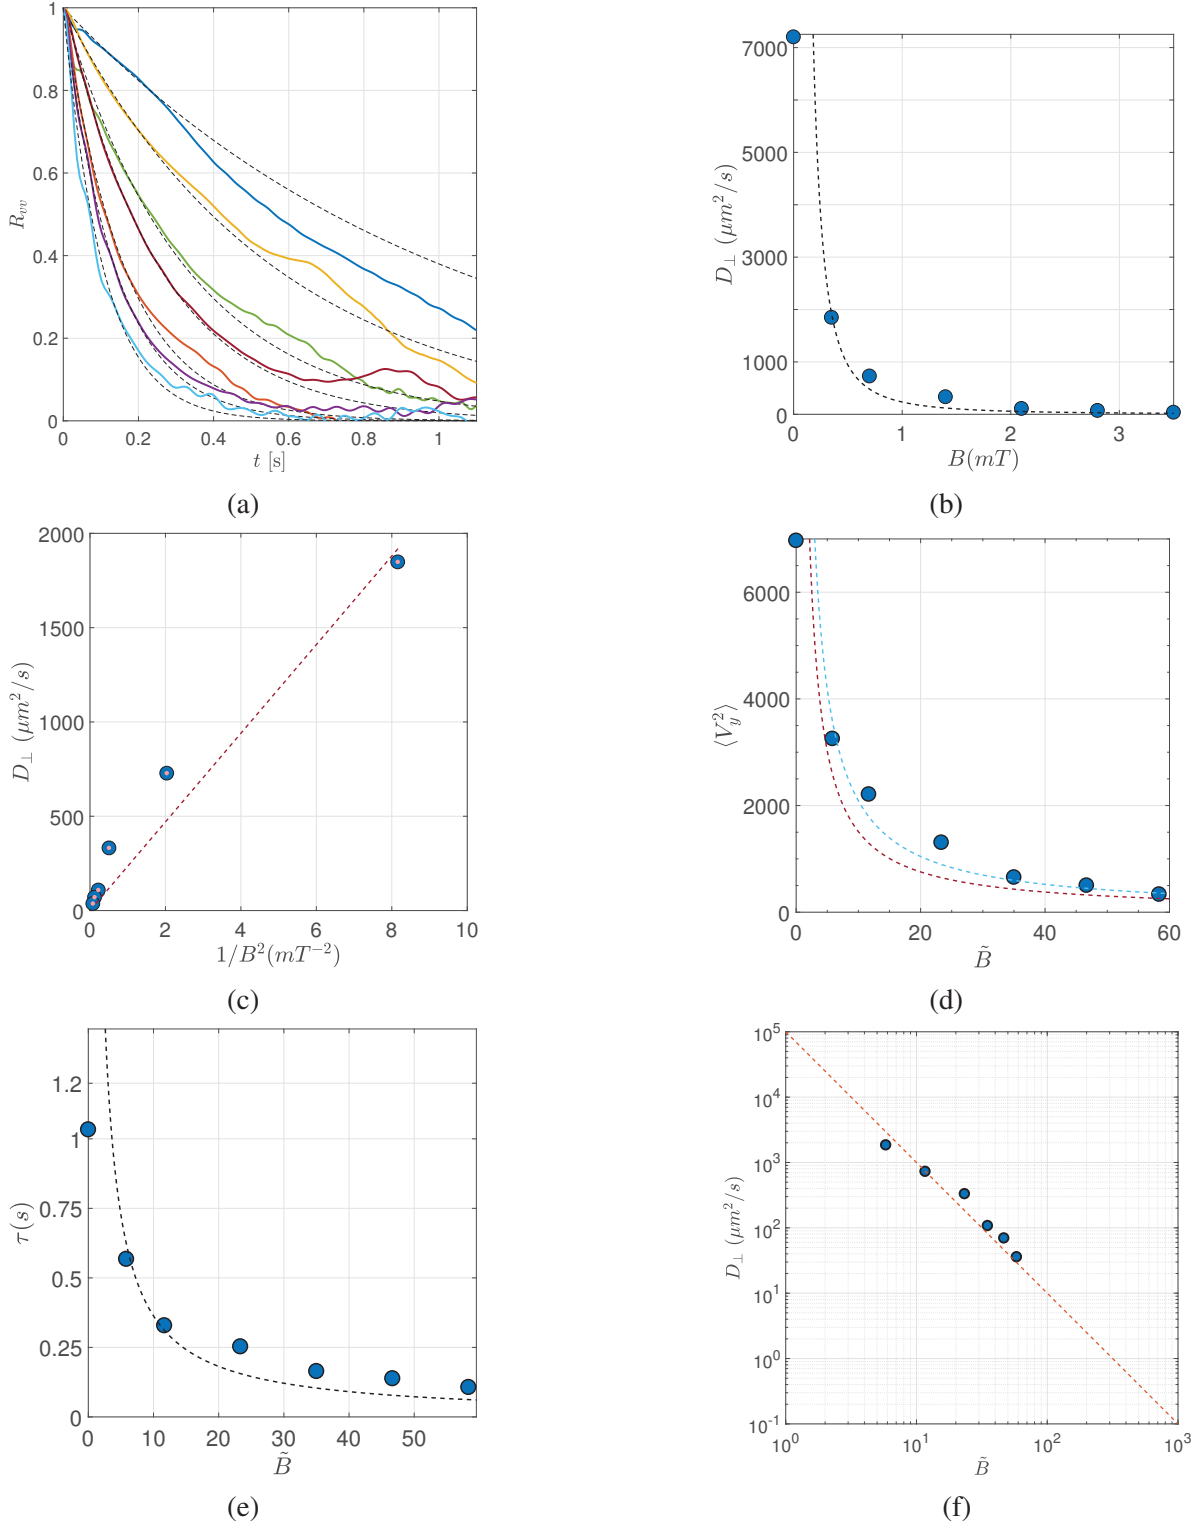 1
0.8
0.6
0.4
0.2
0
R_vv
0 0.2 0.4 0.6 0.8 1
t [s]
(a)
7000
5000
3000
1000
0
D_⊥ (μm²/s)
0 1 2 3
B(mT)
(b)
2000
1500
1000
500
0
D_⊥ (μm²/s)
0 2 4 6 8 10
1/B²(mT⁻²)
(c)
6000
4000
2000
0
⟨V_y²⟩
0 20 40 60
B̃
(d)
1.2
1
0.75
0.5
0.25
0
τ(s)
0 10 20 30 40 50
B̃
(e)
10⁵
10⁴
10³
10²
10¹
10⁰
10⁻¹
D_⊥ (μm²/s)
10⁰ 10¹ 10² 10³
B̃
(f)